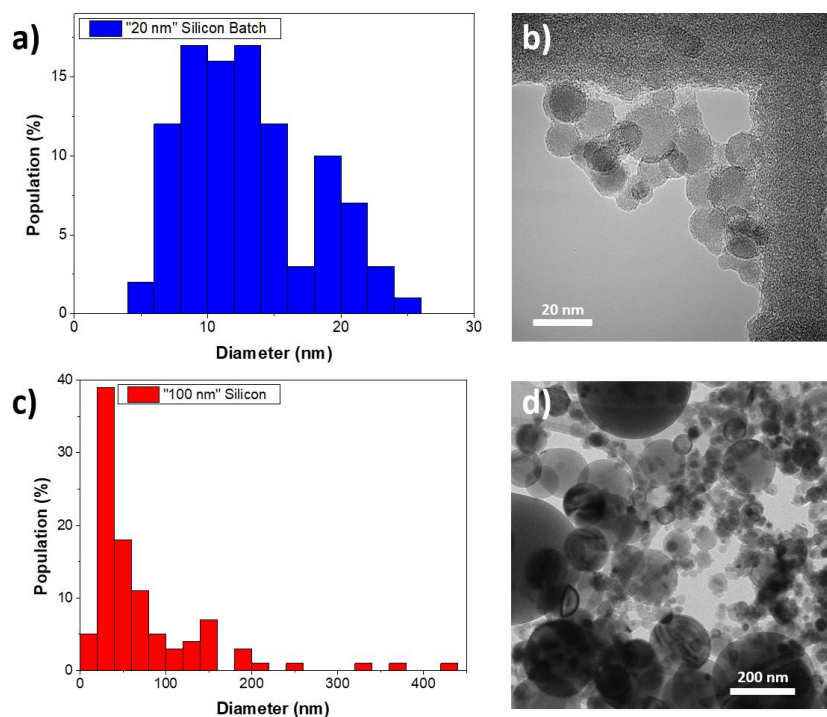 a)
"20 nm" Silicon Batch
15
10
5
0
Population (%)
0 10 20 30
Diameter (nm)
b)
20 nm
c)
"100 nm" Silicon
40
30
20
10
0
Population (%)
0 100 200 300 400
Diameter (nm)
d)
200 nm